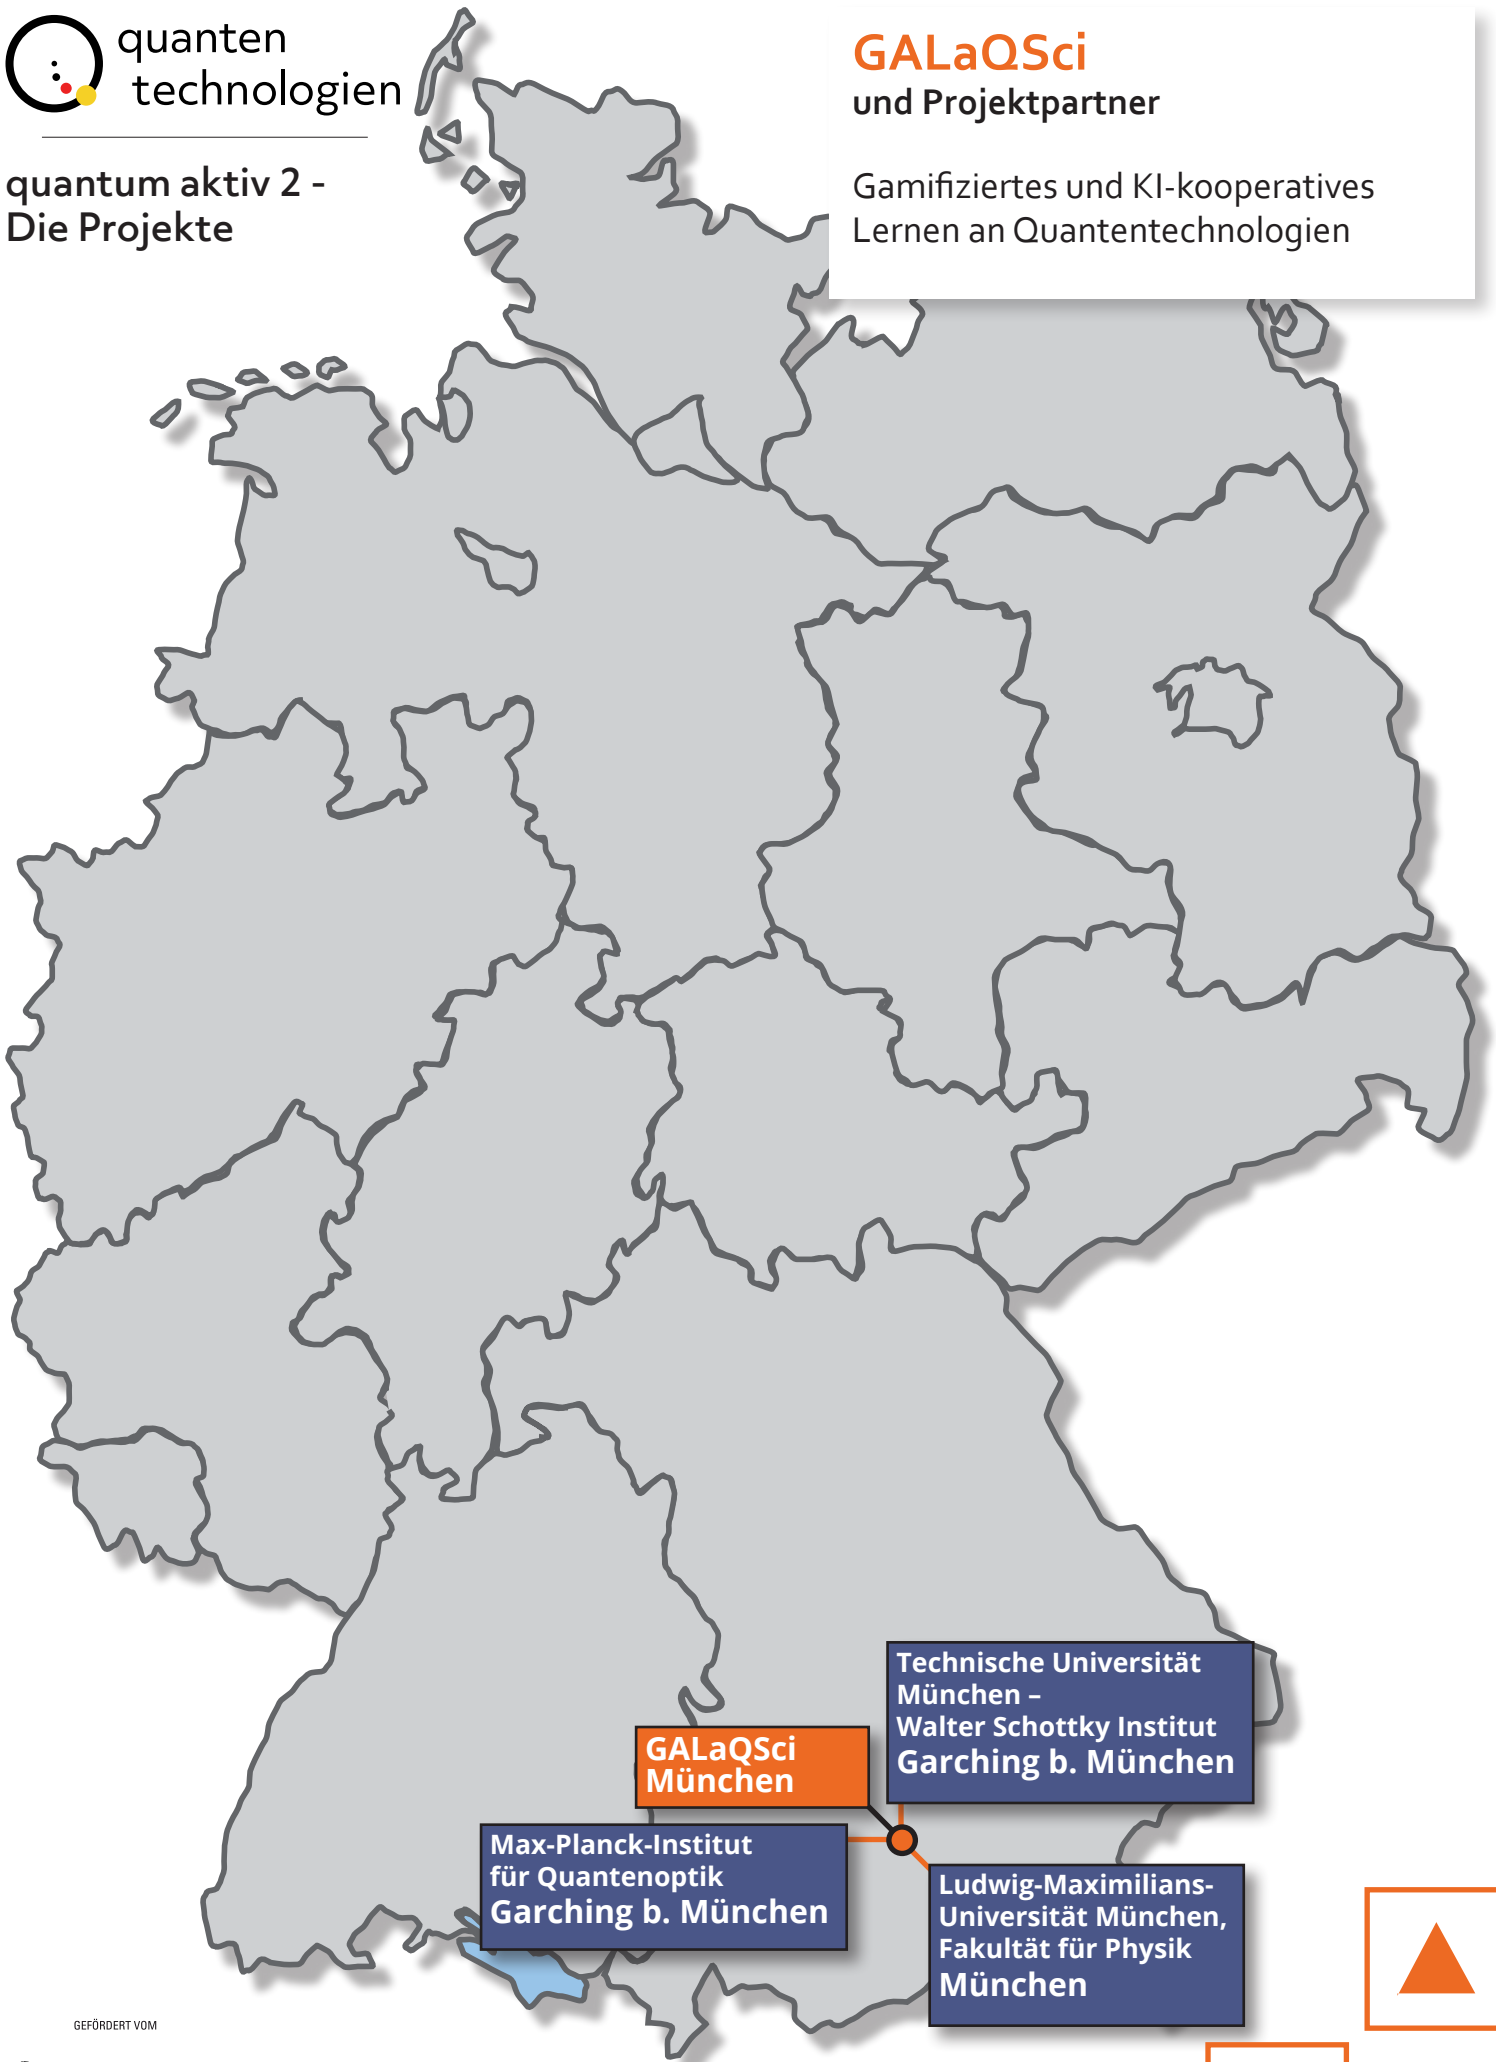 quanten
technologien
quantum aktiv 2 -
Die Projekte
GALaQSci
und Projektpartner
Gamifiziertes und KI-kooperatives
Lernen an Quantentechnologien
Technische Universität
München –
Walter Schottky Institut
Garching b. München
GALaQSci
München
Max-Planck-Institut
für Quantenoptik
Garching b. München
Ludwig-Maximilians-
Universität München,
Fakultät für Physik
München
GEFÖRDERT VOM